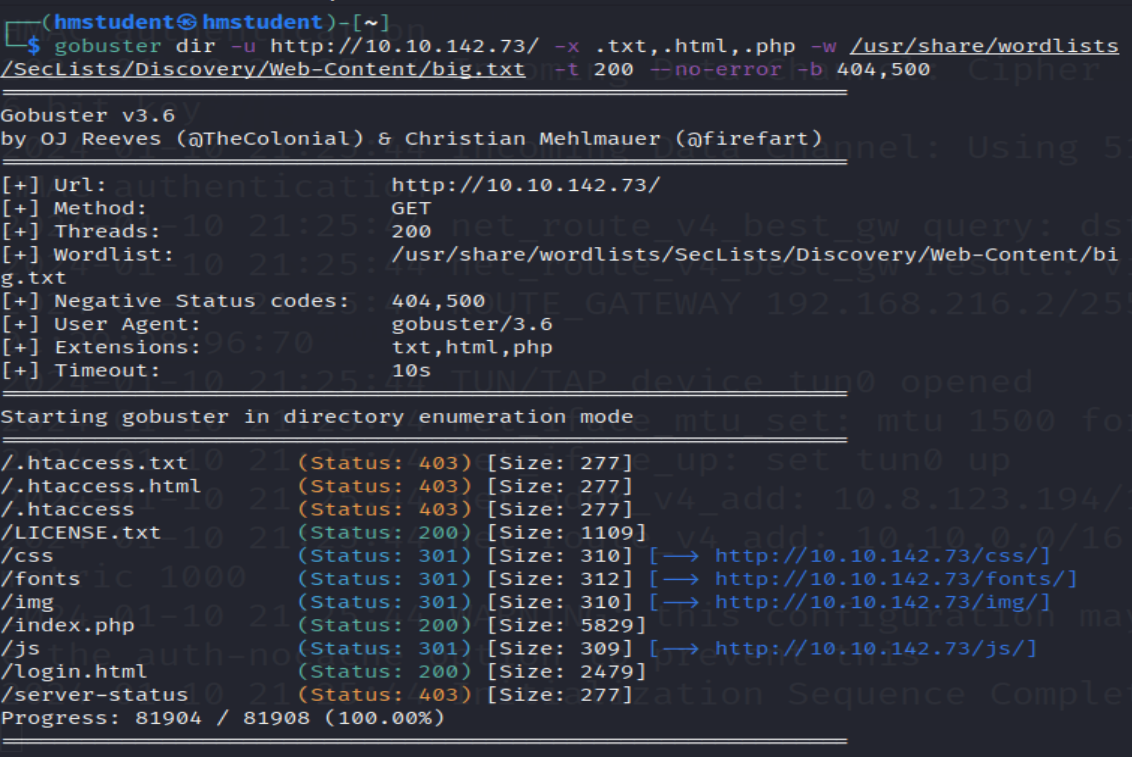 ┌──(hmstudent㉿hmstudent)-[~]
└─$ gobuster dir -u http://10.10.142.73/ -x .txt,.html,.php -w /usr/share/wordlists
/SecLists/Discovery/Web-Content/big.txt  -t 200 --no-error -b 404,500
===============================================================
Gobuster v3.6
by OJ Reeves (@TheColonial) & Christian Mehlmauer (@firefart)
===============================================================
[+] Url:                     http://10.10.142.73/
[+] Method:                  GET
[+] Threads:                 200
[+] Wordlist:                /usr/share/wordlists/SecLists/Discovery/Web-Content/bi
g.txt
[+] Negative Status codes:   404,500
[+] User Agent:              gobuster/3.6
[+] Extensions:              txt,html,php
[+] Timeout:                 10s
===============================================================
Starting gobuster in directory enumeration mode
===============================================================
/.htaccess.txt        (Status: 403) [Size: 277]
/.htaccess.html       (Status: 403) [Size: 277]
/.htaccess            (Status: 403) [Size: 277]
/LICENSE.txt          (Status: 200) [Size: 1109]
/css                  (Status: 301) [Size: 310] [--> http://10.10.142.73/css/]
/fonts                (Status: 301) [Size: 312] [--> http://10.10.142.73/fonts/]
/img                  (Status: 301) [Size: 310] [--> http://10.10.142.73/img/]
/index.php            (Status: 200) [Size: 5829]
/js                   (Status: 301) [Size: 309] [--> http://10.10.142.73/js/]
/login.html           (Status: 200) [Size: 2479]
/server-status        (Status: 403) [Size: 277]
Progress: 81904 / 81908 (100.00%)
===============================================================